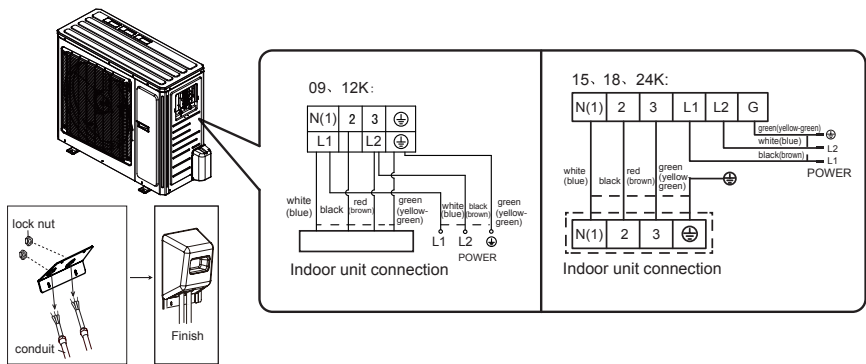 09、12K:
N(1) 2 3
L1 L2
white (blue)
black
red (brown)
green (yellow-green)
white (blue)
black (brown)
green (yellow-green)
L1 L2
POWER
Indoor unit connection
15、18、24K:
N(1) 2 3 L1 L2 G
green(yellow-green)
white(blue)
L2
black(brown)
L1
POWER
white (blue)
black
red (brown)
green (yellow-green)
N(1) 2 3
Indoor unit connection
lock nut
conduit
Finish